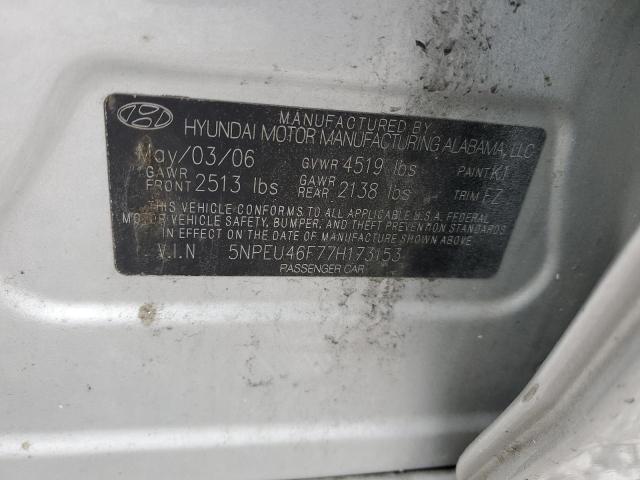 MANUFACTURED BY
HYUNDAI MOTOR MANUFACTURING ALABAMA, LLC
May/03/06 GVWR 4519 lbs PAINT K1
GAWR FRONT 2513 lbs GAWR REAR 2138 lbs TRIM FZ
THIS VEHICLE CONFORMS TO ALL APPLICABLE U.S.A. FEDERAL
MOTOR VEHICLE SAFETY, BUMPER, AND THEFT PREVENTION STANDARDS
IN EFFECT ON THE DATE OF MANUFACTURE SHOWN ABOVE
V.I.N 5NPEU46F77H173153
PASSENGER CAR